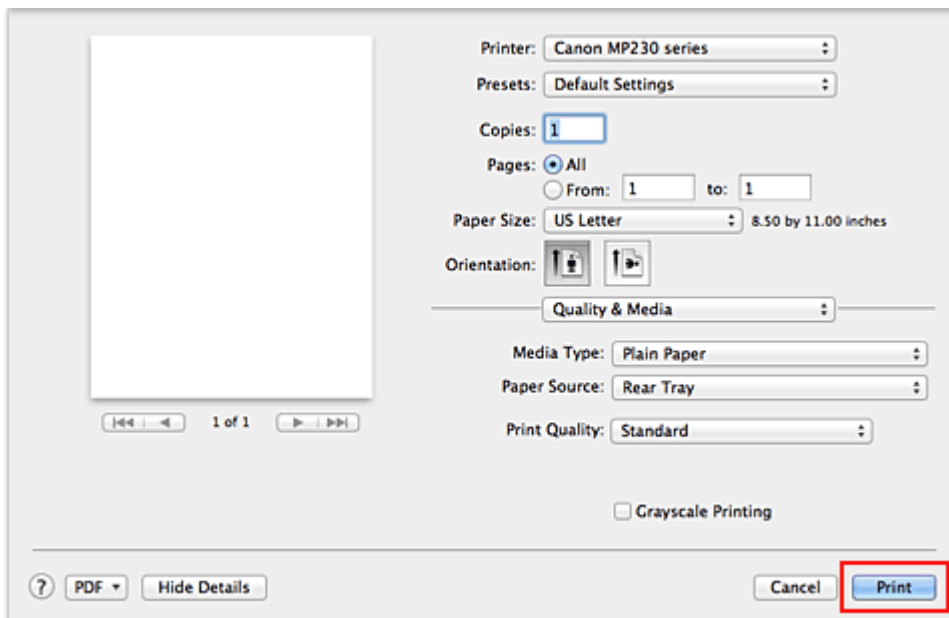 Printer: Canon MP230 series
Presets: Default Settings
Copies: 1
Pages: All
From: 1 to: 1
Paper Size: US Letter 8.50 by 11.00 inches
Orientation:
Quality & Media
Media Type: Plain Paper
Paper Source: Rear Tray
1 of 1
Print Quality: Standard
Grayscale Printing
? PDF Hide Details Cancel Print